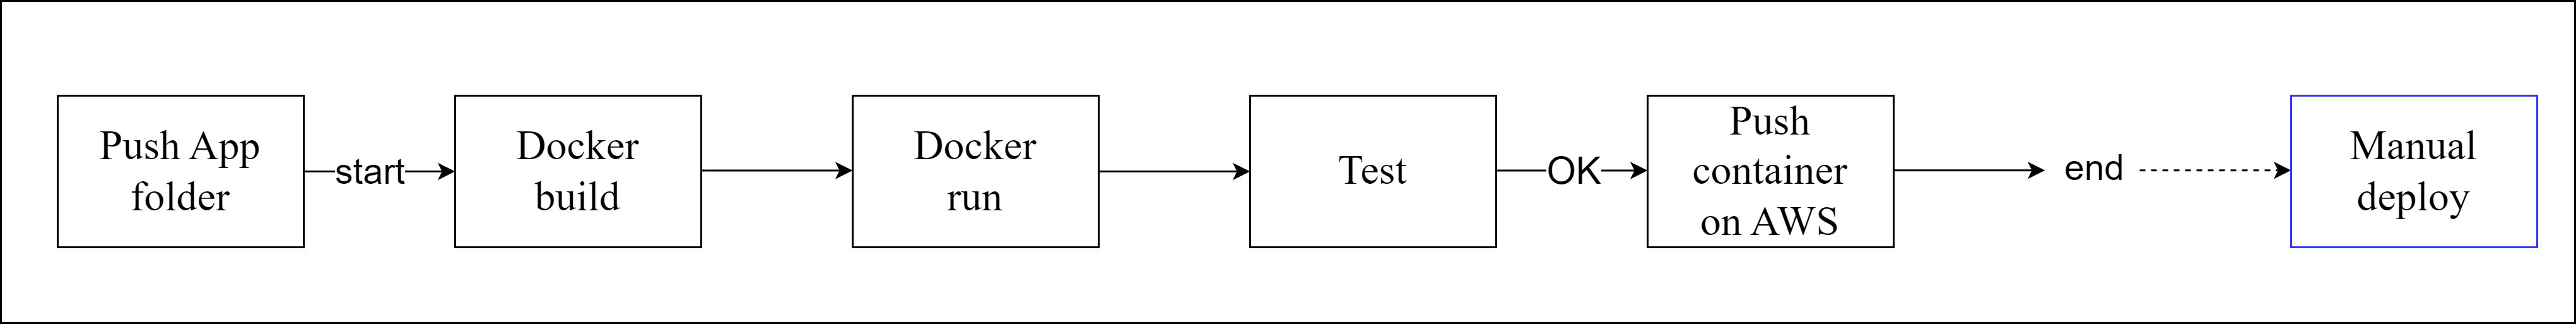 Push App
folder
start
Docker
build
Docker
run
Test
OK
Push
container
on AWS
end
Manual
deploy